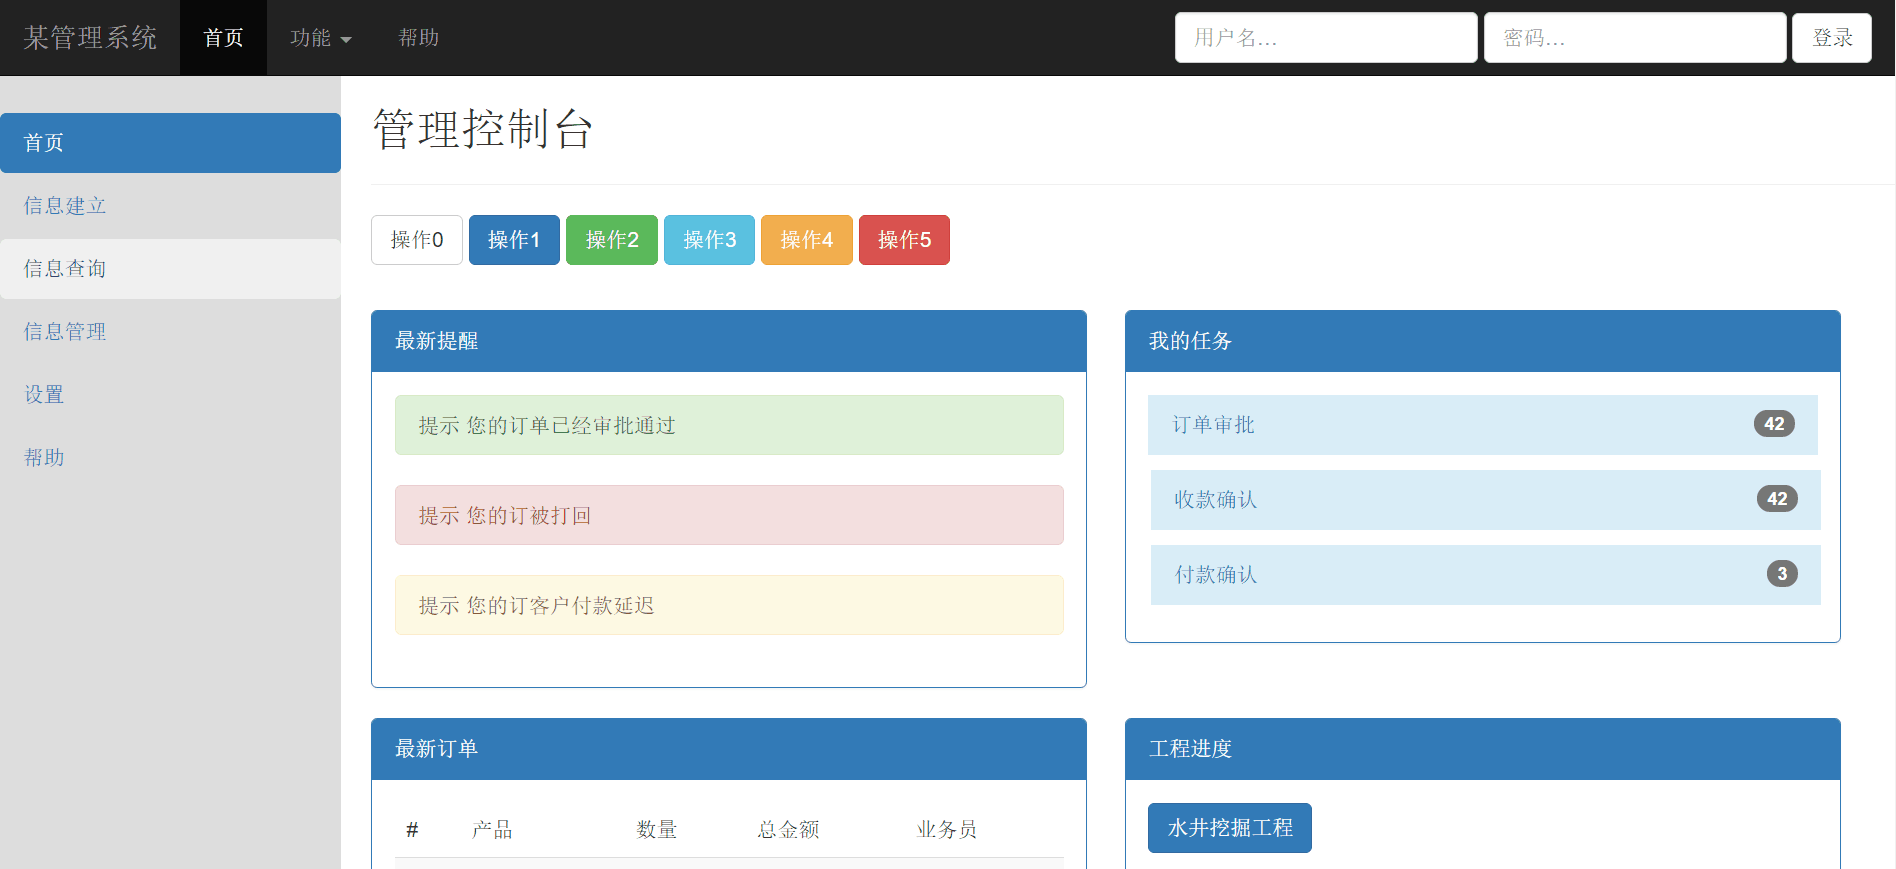 某管理系统 首页 功能 帮助 用户名... 密码... 登录
首页
信息建立
信息查询
信息管理
设置
帮助
管理控制台
操作0 操作1 操作2 操作3 操作4 操作5
最新提醒
提示 您的订单已经审批通过
提示 您的订被打回
提示 您的订客户付款延迟
我的任务
订单审批 42
收款确认 42
付款确认 3
最新订单
# 产品 数量 总金额 业务员
工程进度
水井挖掘工程